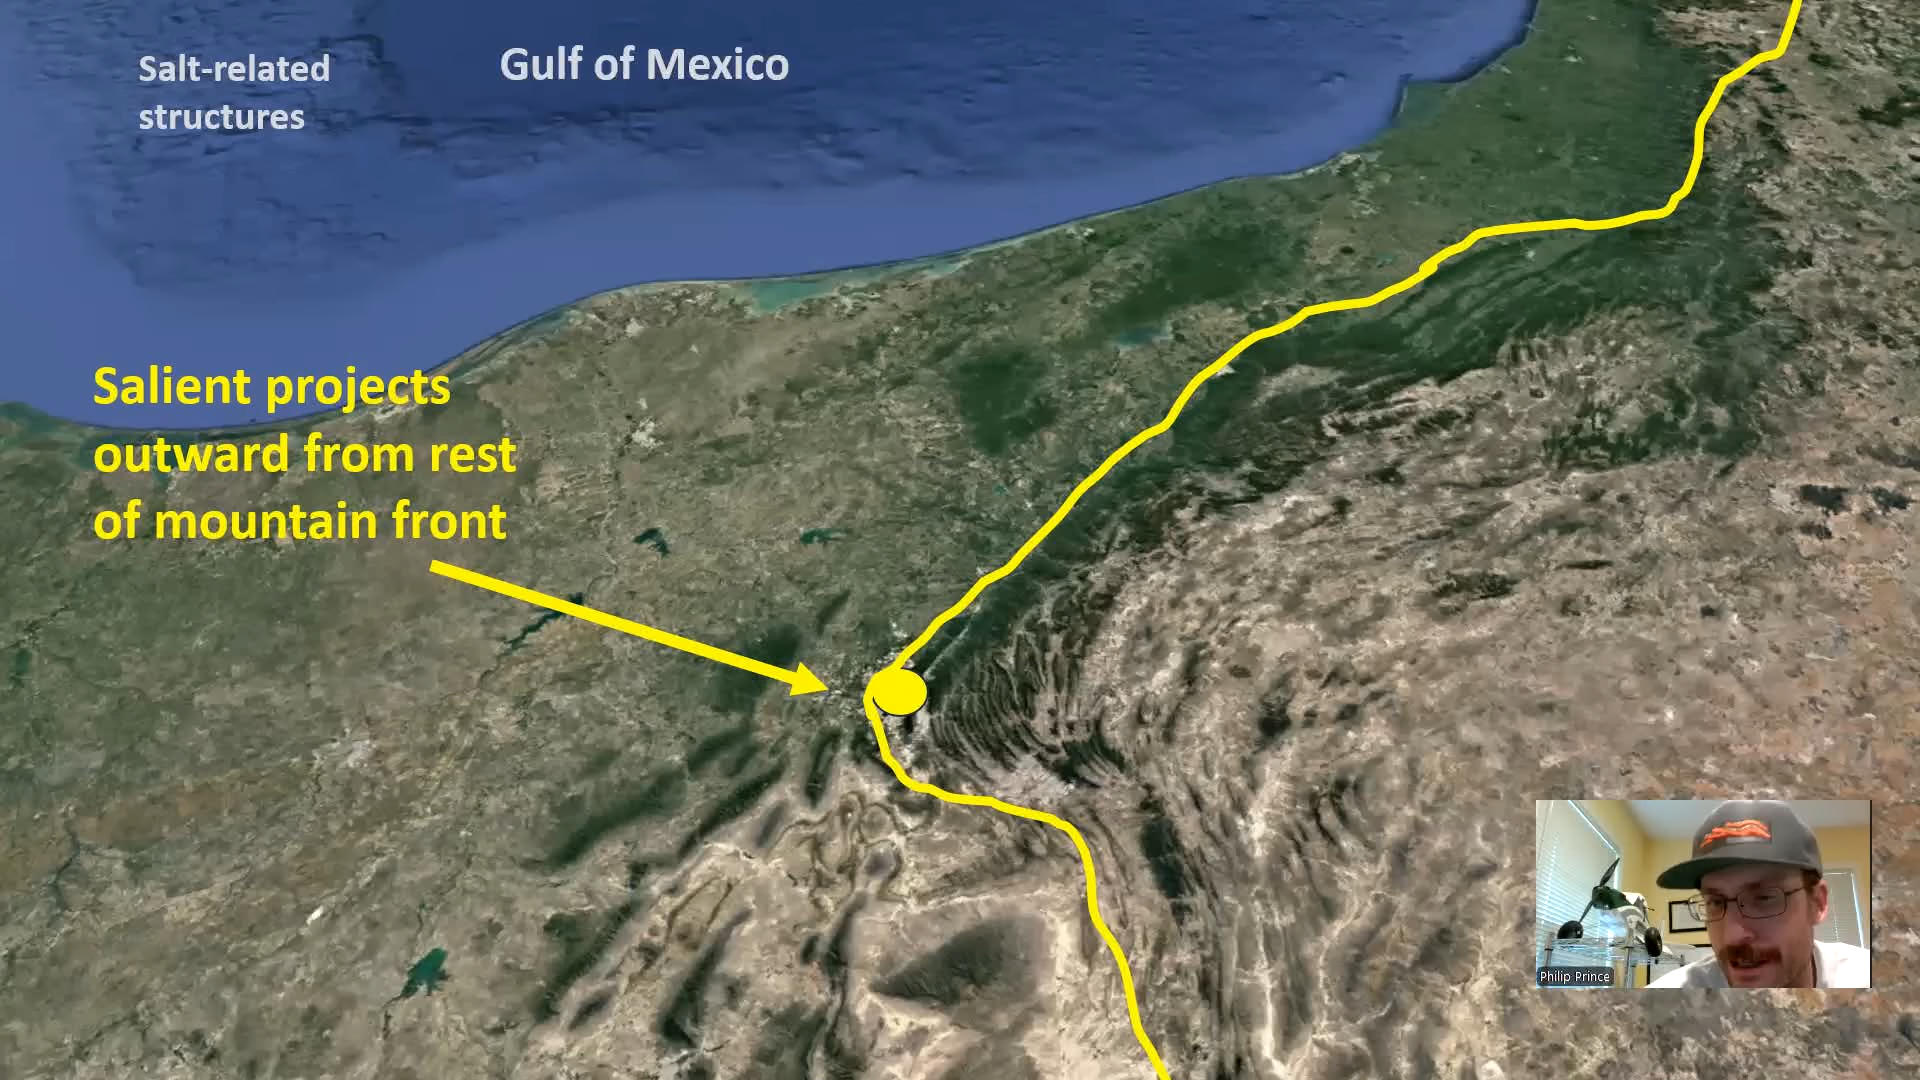 Salt-related
structures
Gulf of Mexico
Salient projects
outward from rest
of mountain front
Philip Prince